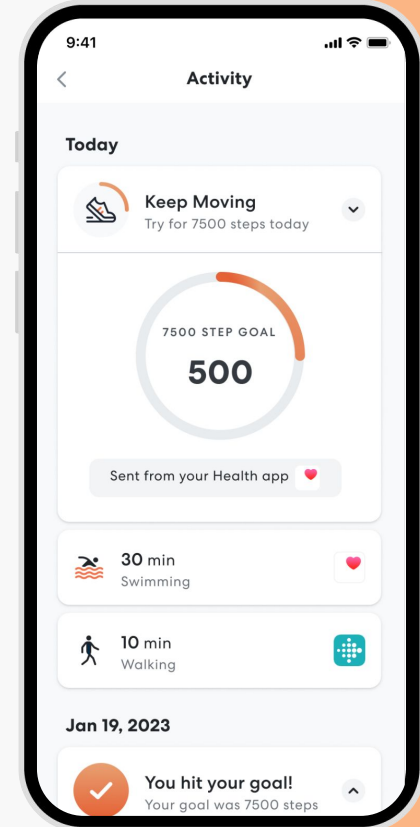 9:41
Activity
Today
Keep Moving
Try for 7500 steps today
7500 STEP GOAL
500
Sent from your Health app
30 min
Swimming
10 min
Walking
Jan 19, 2023
You hit your goal!
Your goal was 7500 steps